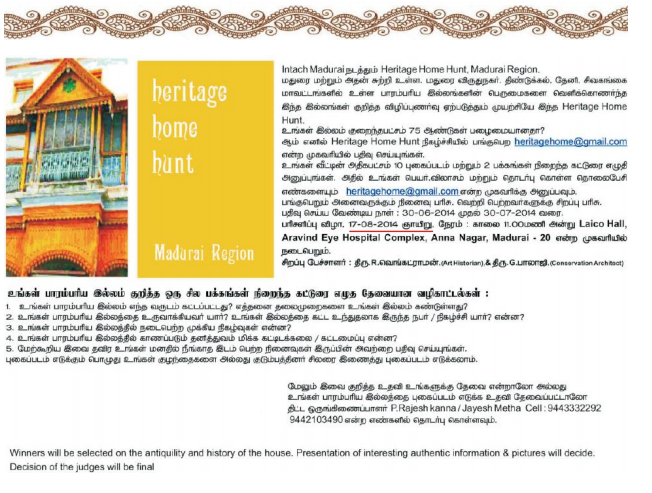 heritage
home
hunt
Madurai Region
Intach Madurai நடத்தும் Heritage Home Hunt, Madurai Region.
மதுரை மற்றும் அதன் சுற்றி உள்ள, மதுரை விருதுநகர், திண்டுக்கல், தேனி, சிவகங்கை
மாவட்டங்களில் உள்ள பாரம்பரிய இல்லங்களின் பெருமைகளை வெளிக்கொணர்ந்த
இந்த இல்லங்கள் குறித்த விழிப்புணர்வு ஏற்படுத்தும் முயற்சியே இந்த Heritage Home
Hunt.
உங்கள் இல்லம் குறைந்தபட்சம் 75 ஆண்டுகள் பழைமையானதா?
ஆம் எனில் Heritage Home Hunt நிகழ்ச்சியில் பங்குபெற heritagehome@gmail.com
என்ற முகவரியில் பதிவு செய்யுங்கள்.
உங்கள் வீட்டின் அதிகபட்சம் 10 புகைப்படம் மற்றும் 2 பக்கங்கள் நிறைந்த கட்டுரை எழுதி
அனுப்புங்கள். அதில் உங்கள் பெயர்,விலாசம் மற்றும் தொடர்பு கொள்ள தொலைபேசி
எண்களையும் heritagehome@gmail.com என்ற முகவரிக்கு அனுப்பவும்.
பங்குபெறும் அனைவருக்கும் நினைவு பரிசு. வெற்றி பெற்றவர்களுக்கு சிறப்பு பரிசு.
பதிவு செய்ய வேண்டிய நாள் : 30-06-2014 முதல் 30-07-2014 வரை.
பரிசளிப்பு விழா, 17-08-2014 ஞாயிறு, நேரம் : காலை 11.00மணி அன்று Laico Hall,
Aravind Eye Hospital Complex, Anna Nagar, Madurai - 20 என்ற முகவரியில்
நடைபெறும்.
சிறப்பு பேச்சாளர் : திரு.R.வெங்கட்ராமன்.(Art Historian),& திரு.G.பாலாஜி.(Conservation Architect)
உங்கள் பாரம்பரிய இல்லம் குறித்த ஒரு சில பக்கங்கள் நிறைந்த கட்டுரை எழுத தேவையான வழிகாட்டல்கள் :
1. உங்கள் பாரம்பரிய இல்லம் எந்த வருடம் கட்டப்பட்டது? எத்தனை தலைமுறைகளை உங்கள் இல்லம் கண்டுள்ளது?
2. உங்கள் பாரம்பரிய இல்லத்தை உருவாக்கியவர் யார்? உங்கள் இல்லத்தை கட்ட உந்துதலாக இருந்த நபர் / நிகழ்ச்சி யார்? என்ன?
3. உங்கள் பாரம்பரிய இல்லத்தில் நடைபெற்ற முக்கிய நிகழ்வுகள் என்ன?
4. உங்கள் பாரம்பரிய இல்லத்தில் காணப்படும் தனித்துவம் மிக்க கட்டிடக்கலை / கட்டமைப்பு என்ன?
5. மேற்கூறிய இவை தவிர உங்கள் மனதில் நீங்காத இடம் பெற்ற நினைவுகள் இருப்பின் அவற்றை பதிவு செய்யுங்கள்.
புகைப்படம் எடுக்கும் பொழுது உங்கள் குழந்தைகளை அல்லது குடும்பத்தினர் சிலரை இணைத்து புகைப்படம் எடுக்கலாம்.
மேலும் இவை குறித்த உதவி உங்களுக்கு தேவை என்றாலோ அல்லது
உங்கள் பாரம்பரிய இல்லத்தை புகைப்படம் எடுக்க உதவி தேவைப்பட்டாலோ
திட்ட ஒருங்கிணைப்பாளர் P.Rajesh kanna / Jayesh Metha Cell : 9443332292
9442103490 என்ற எண்களில் தொடர்பு கொள்ளவும்.
Winners will be selected on the antiquility and history of the house. Presentation of interesting authentic information & pictures will decide.
Decision of the judges will be final